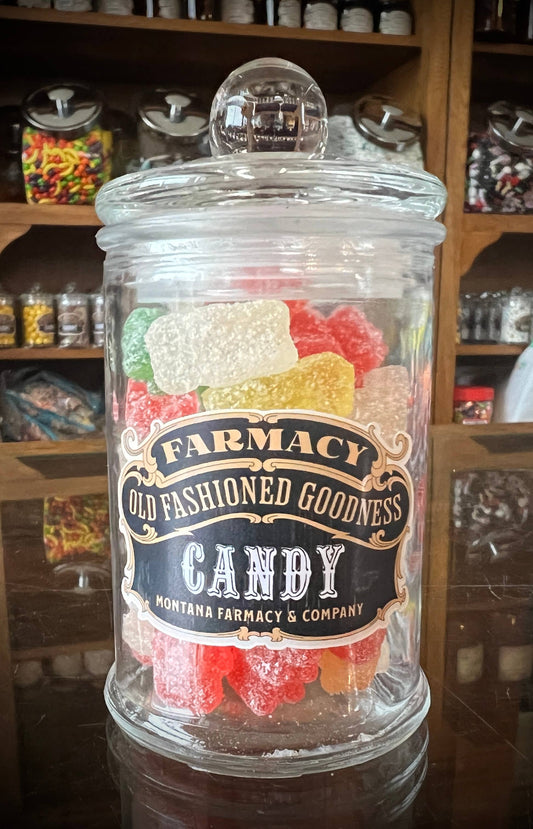 FARMACY
OLD FASHIONED GOODNESS
CANDY
MONTANA FARMACY & COMPANY